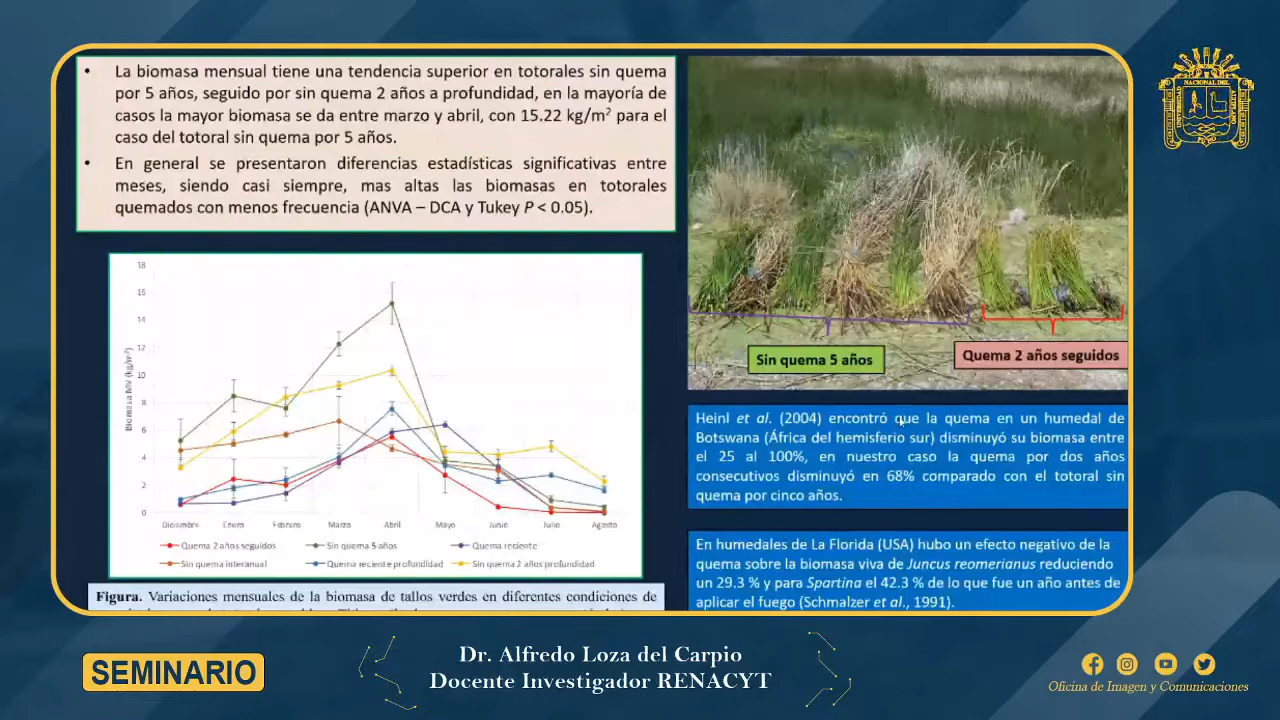 • La biomasa mensual tiene una tendencia superior en totorales sin quema
por 5 años, seguido por sin quema 2 años a profundidad, en la mayoría de
casos la mayor biomasa se da entre marzo y abril, con 15.22 kg/m² para el
caso del totoral sin quema por 5 años.
• En general se presentaron diferencias estadísticas significativas entre
meses, siendo casi siempre, mas altas las biomasas en totorales
quemados con menos frecuencia (ANVA – DCA y Tukey P < 0.05).
18
16
14
12
10
8
6
4
2
0
Biomasa MV (kg/m²)
Diciembre Enero Febrero Marzo Abril Mayo Junio Julio Agosto
Quema 2 años seguidos Sin quema 5 años Quema reciente
Sin quema interanual Quema reciente profundidad Sin quema 2 años profundidad
Figura. Variaciones mensuales de la biomasa de tallos verdes en diferentes condiciones de
Sin quema 5 años
Quema 2 años seguidos
Heinl et al. (2004) encontró que la quema en un humedal de
Botswana (África del hemisferio sur) disminuyó su biomasa entre
el 25 al 100%, en nuestro caso la quema por dos años
consecutivos disminuyó en 68% comparado con el totoral sin
quema por cinco años.
En humedales de La Florida (USA) hubo un efecto negativo de la
quema sobre la biomasa viva de Juncus reomerianus reduciendo
un 29.3 % y para Spartina el 42.3 % de lo que fue un año antes de
aplicar el fuego (Schmalzer et al., 1991).
UNIVERSIDAD NACIONAL DEL ALTIPLANO
SEMINARIO
Dr. Alfredo Loza del Carpio
Docente Investigador RENACYT
Oficina de Imagen y Comunicaciones